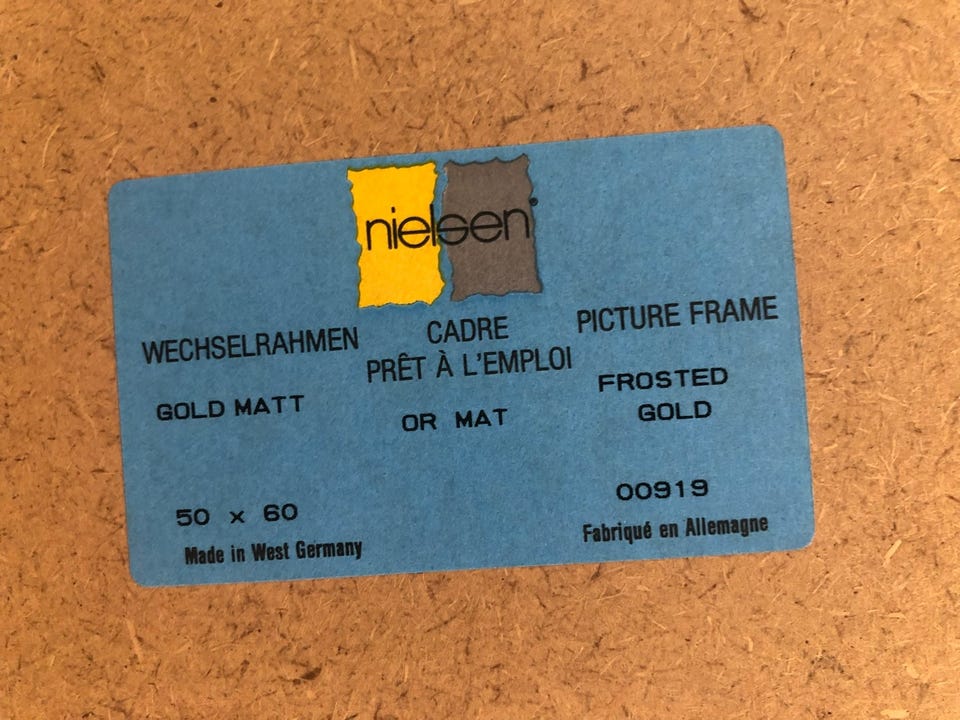 nielsen®
WECHSELRAHMEN
GOLD MATT
CADRE
PRÊT À L'EMPLOI
OR MAT
PICTURE FRAME
FROSTED
GOLD
50 x 60
Made in West Germany
00919
Fabriqué en Allemagne